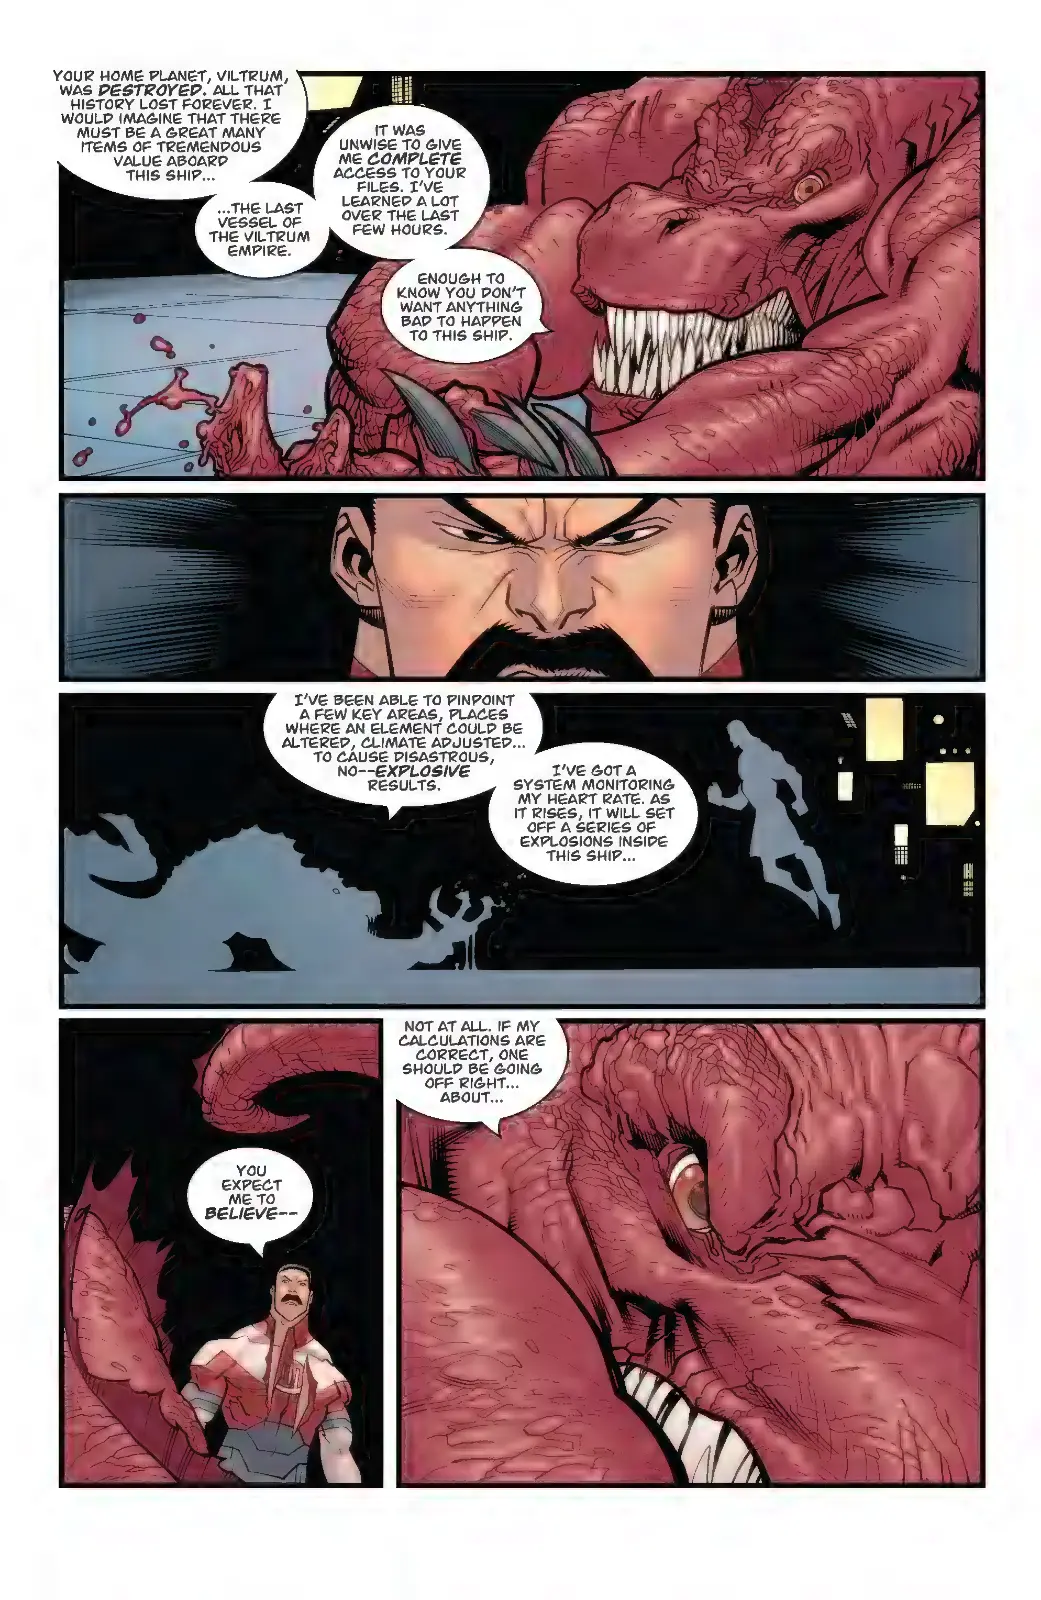 YOUR HOME PLANET, VILTRUM,
WAS DESTROYED. ALL THAT
HISTORY LOST FOREVER. I
WOULD IMAGINE THAT THERE
MUST BE A GREAT MANY
ITEMS OF TREMENDOUS
VALUE ABOARD
THIS SHIP...
...THE LAST
VESSEL OF
THE VILTRUM
EMPIRE.
IT WAS
UNWISE TO GIVE
ME COMPLETE
ACCESS TO YOUR
FILES. I'VE
LEARNED A LOT
OVER THE LAST
FEW HOURS.
ENOUGH TO
KNOW YOU DON'T
WANT ANYTHING
BAD TO HAPPEN
TO THIS SHIP.
I'VE BEEN ABLE TO PINPOINT
A FEW KEY AREAS, PLACES
WHERE AN ELEMENT COULD BE
ALTERED, CLIMATE ADJUSTED...
TO CAUSE DISASTROUS,
NO--EXPLOSIVE
RESULTS.
I'VE GOT A
SYSTEM MONITORING
MY HEART RATE. AS
IT RISES, IT WILL SET
OFF A SERIES OF
EXPLOSIONS INSIDE
THIS SHIP...
YOU
EXPECT
ME TO
BELIEVE--
NOT AT ALL. IF MY
CALCULATIONS ARE
CORRECT, ONE
SHOULD BE GOING
OFF RIGHT...
ABOUT...